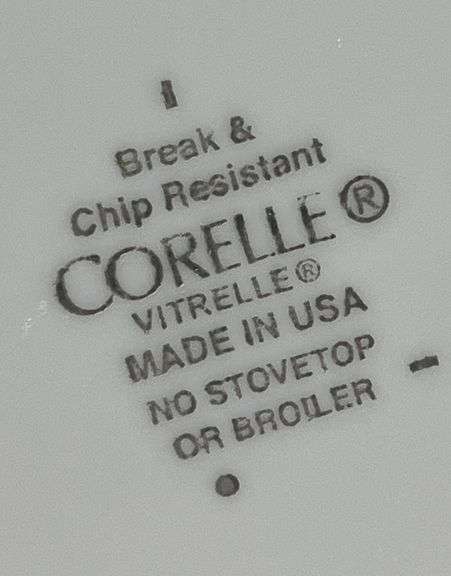 Break &
Chip Resistant
CORELLE®
VITRELLE®
MADE IN USA
NO STOVETOP
OR BROILER